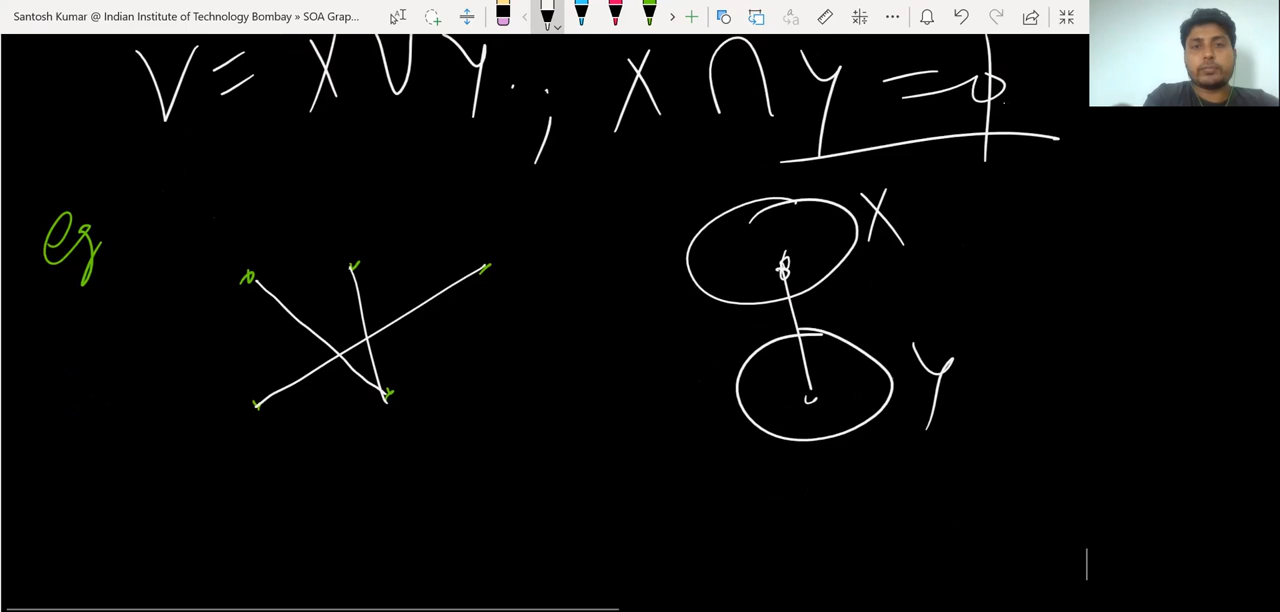 Santosh Kumar @ Indian Institute of Technology Bombay » SOA Grap...
V = X U Y . ; X ∩ Y = ϕ
eg
X
Y